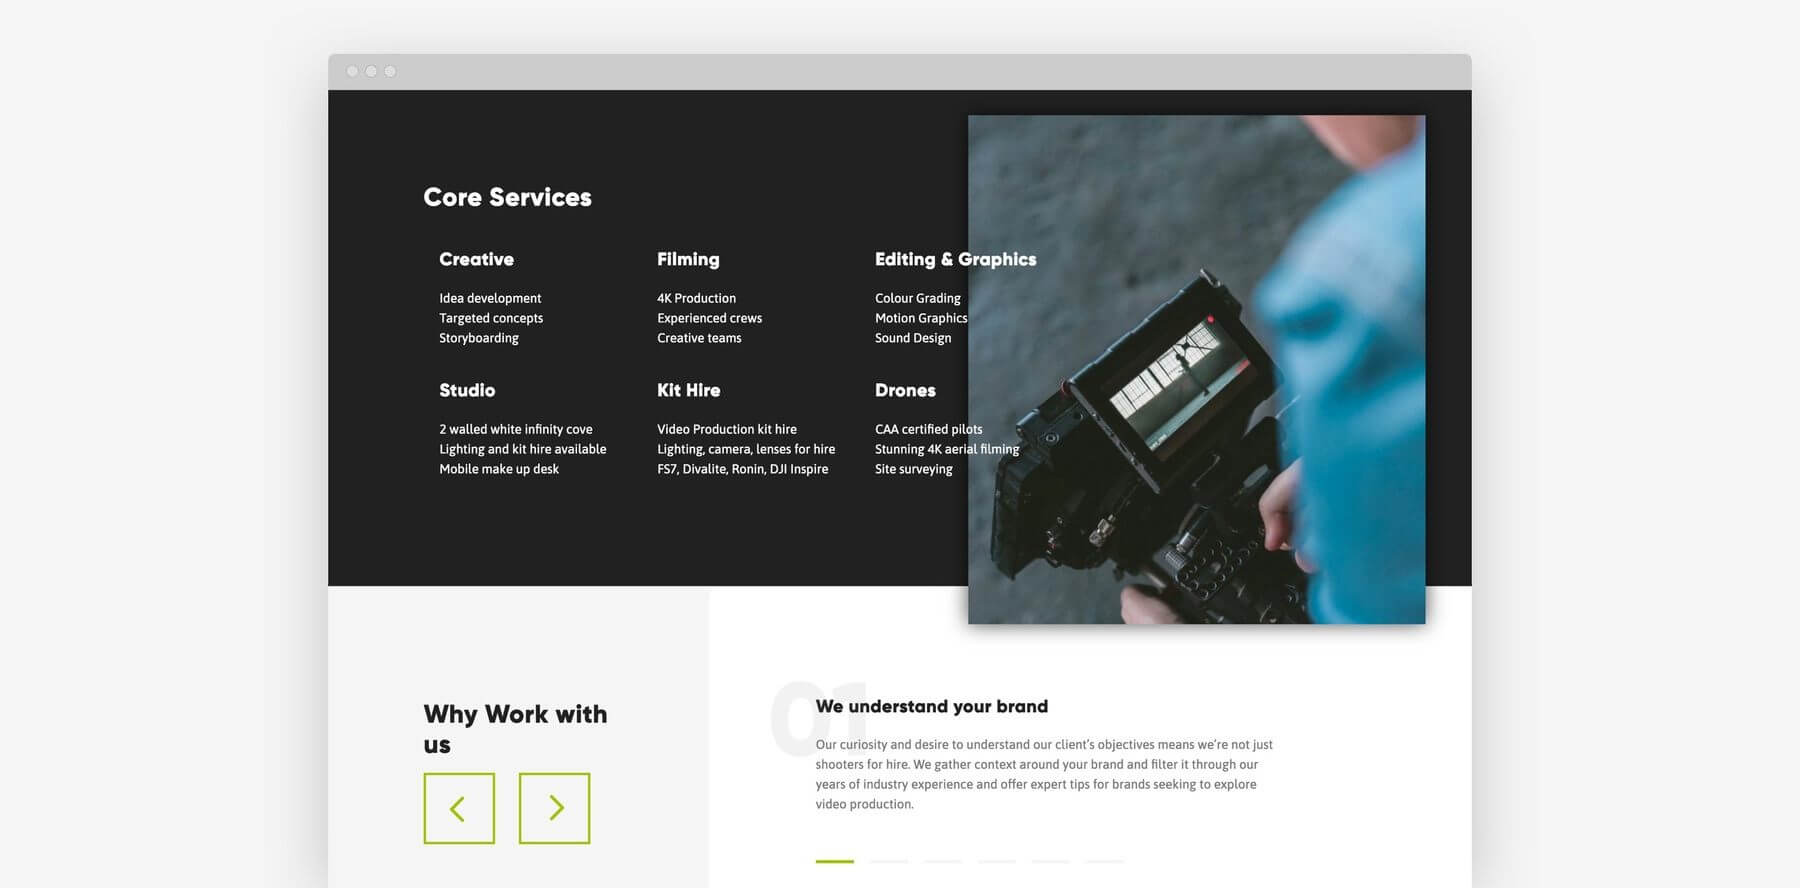 Core Services
Creative
Idea development
Targeted concepts
Storyboarding
Filming
4K Production
Experienced crews
Creative teams
Editing & Graphics
Colour Grading
Motion Graphics
Sound Design
Studio
2 walled white infinity cove
Lighting and kit hire available
Mobile make up desk
Kit Hire
Video Production kit hire
Lighting, camera, lenses for hire
FS7, Divalite, Ronin, DJI Inspire
Drones
CAA certified pilots
Stunning 4K aerial filming
Site surveying
Why Work with
us
01
We understand your brand
Our curiosity and desire to understand our client’s objectives means we’re not just
shooters for hire. We gather context around your brand and filter it through our
years of industry experience and offer expert tips for brands seeking to explore
video production.